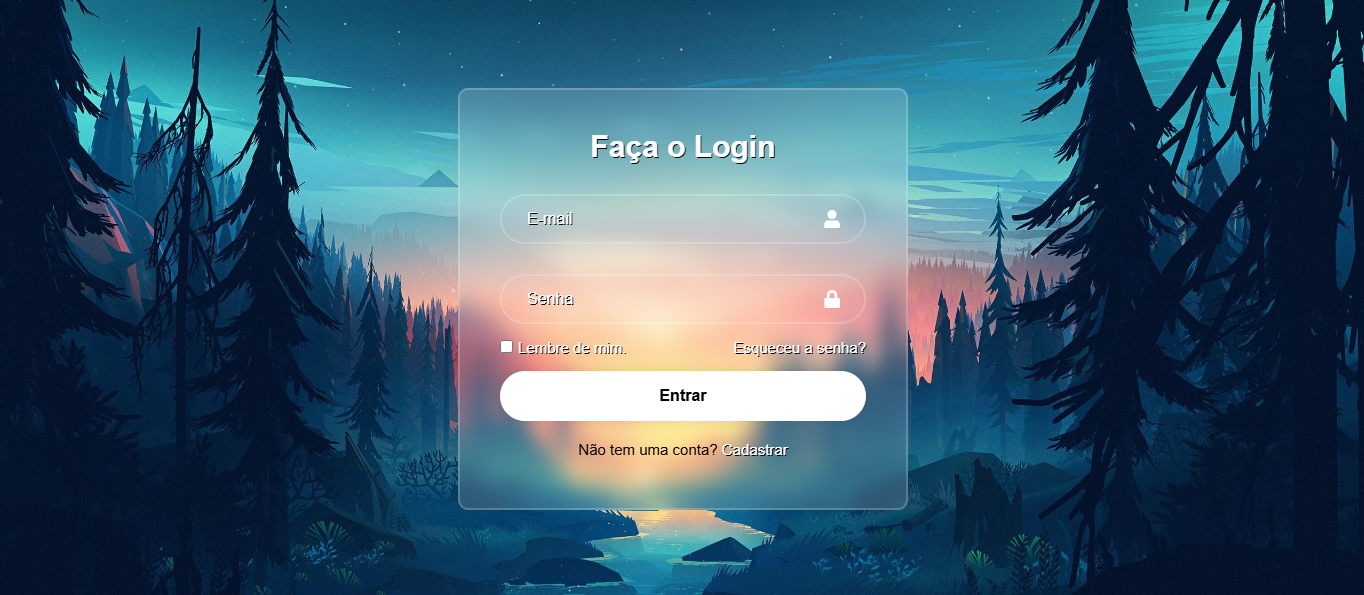 Faça o Login
E-mail
Senha
Lembre de mim. Esqueceu a senha?
Entrar
Não tem uma conta? Cadastrar